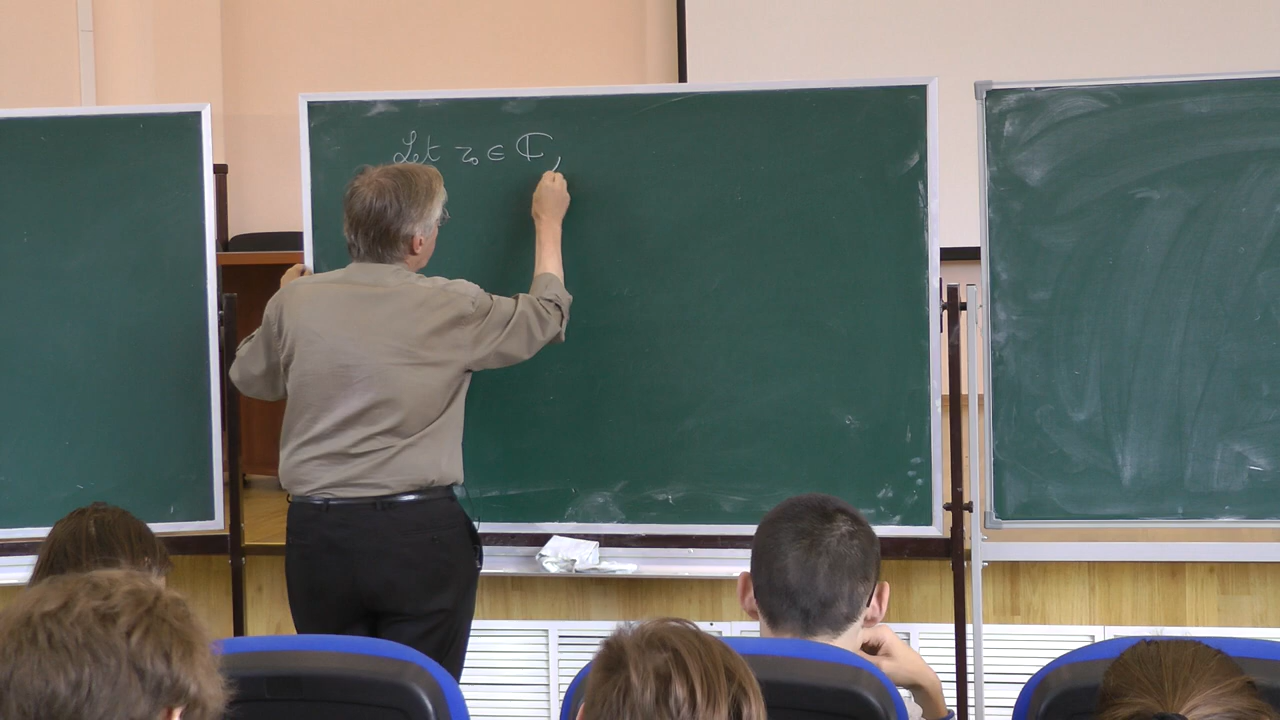 Let z₀ ∈ ℂ,